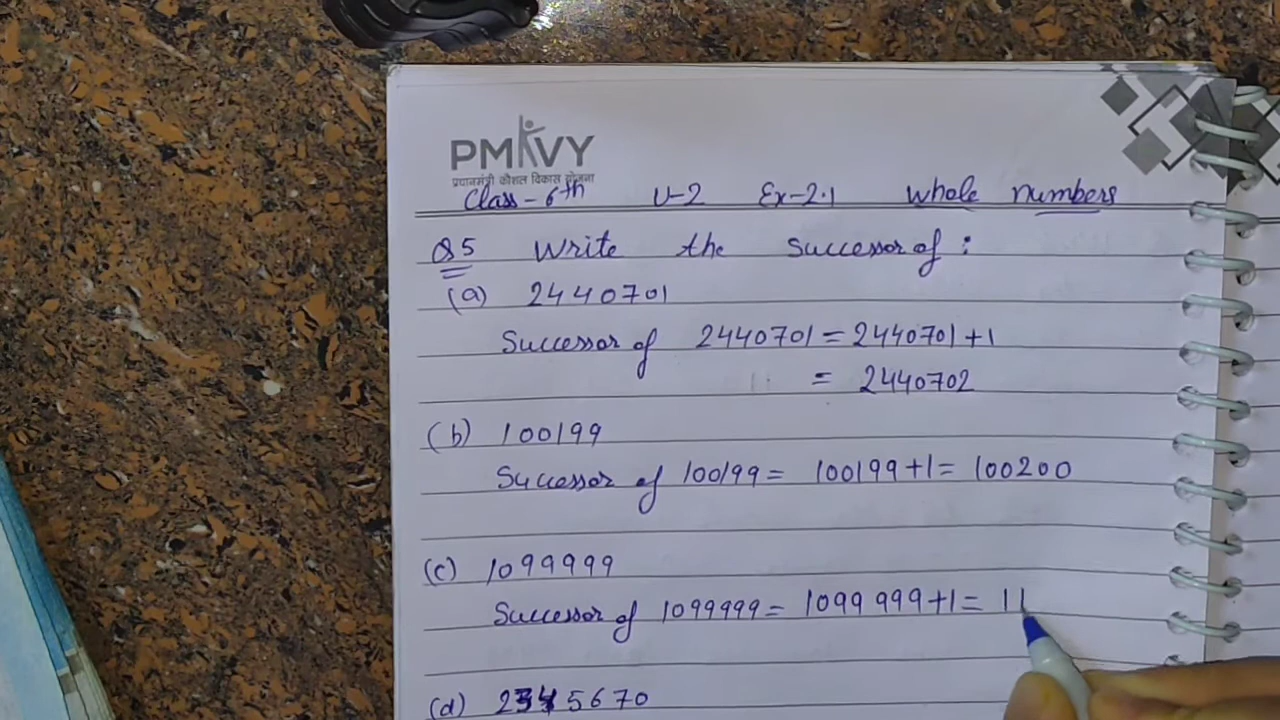 PMKVY
प्रधानमंत्री कौशल विकास योजना
Class - 6th U-2 Ex-2.1 Whole numbers
Q5 Write the Successor of :
(a) 2440701
Successor of 2440701 = 2440701 + 1
= 2440702
(b) 100199
Successor of 100199 = 100199 + 1 = 100200
(c) 1099999
Successor of 1099999 = 1099 999 + 1 = 11
(d) 2345670